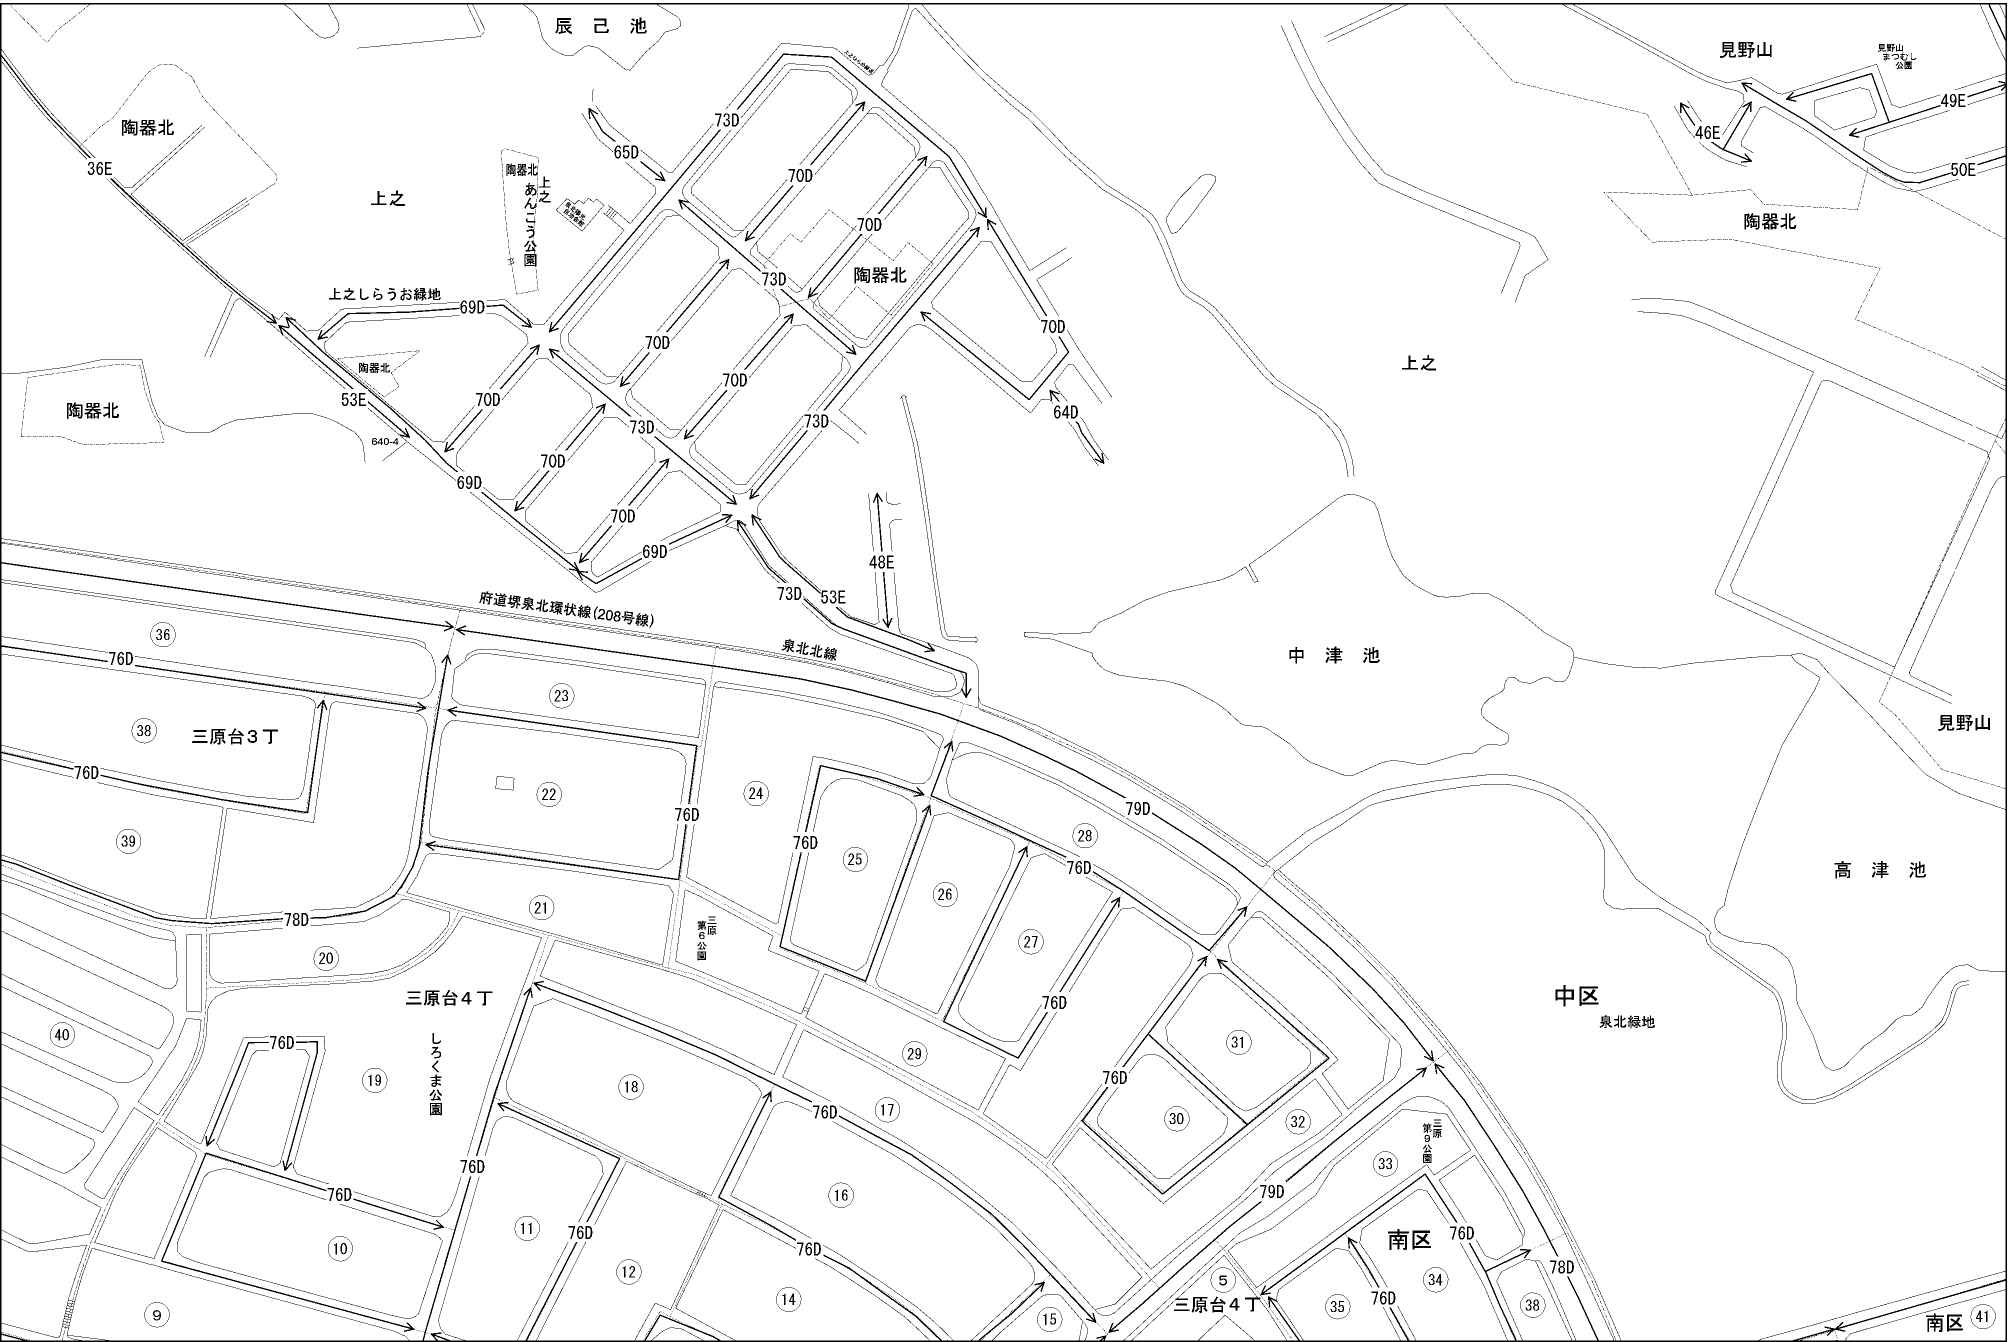 辰己池
見野山
見野山
まつむし
公園
49E
73D
陶器北
46E
65D
36E
陶器北
50E
70D
上之
上之
あんこう公園
陶器北
70D
73D
陶器北
上之しらうお緑地
69D
70D
70D
上之
陶器北
70D
53E
70D
陶器北
64D
73D
73D
640-4
70D
69D
70D
69D
48E
73D
53E
府道堺泉北環状線(208号線)
泉北北線
中津池
36
76D
23
38
三原台3丁
見野山
76D
22
24
79D
76D
28
39
76D
25
76D
高津池
78D
21
三原
第6公園
26
27
20
三原台4丁
76D
中区
泉北緑地
40
しろくま公園
76D
31
29
19
18
76D
17
76D
30
32
三原
第9公園
33
76D
76D
79D
16
11
76D
76D
南区
10
76D
12
5
34
78D
14
三原台4丁
35
76D
38
9
15
南区
41